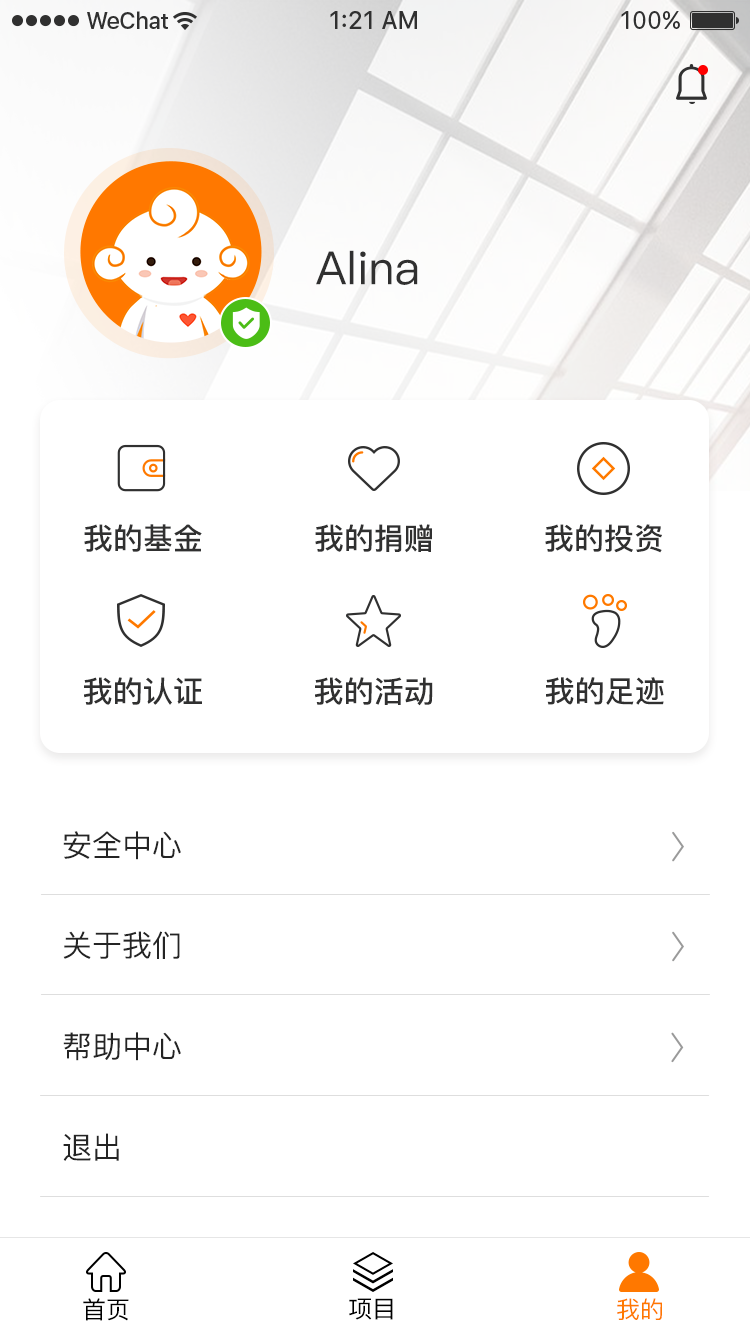 WeChat 1:21 AM 100%
Alina
我的基金 我的捐赠 我的投资
我的认证 我的活动 我的足迹
安全中心
关于我们
帮助中心
退出
首页 项目 我的